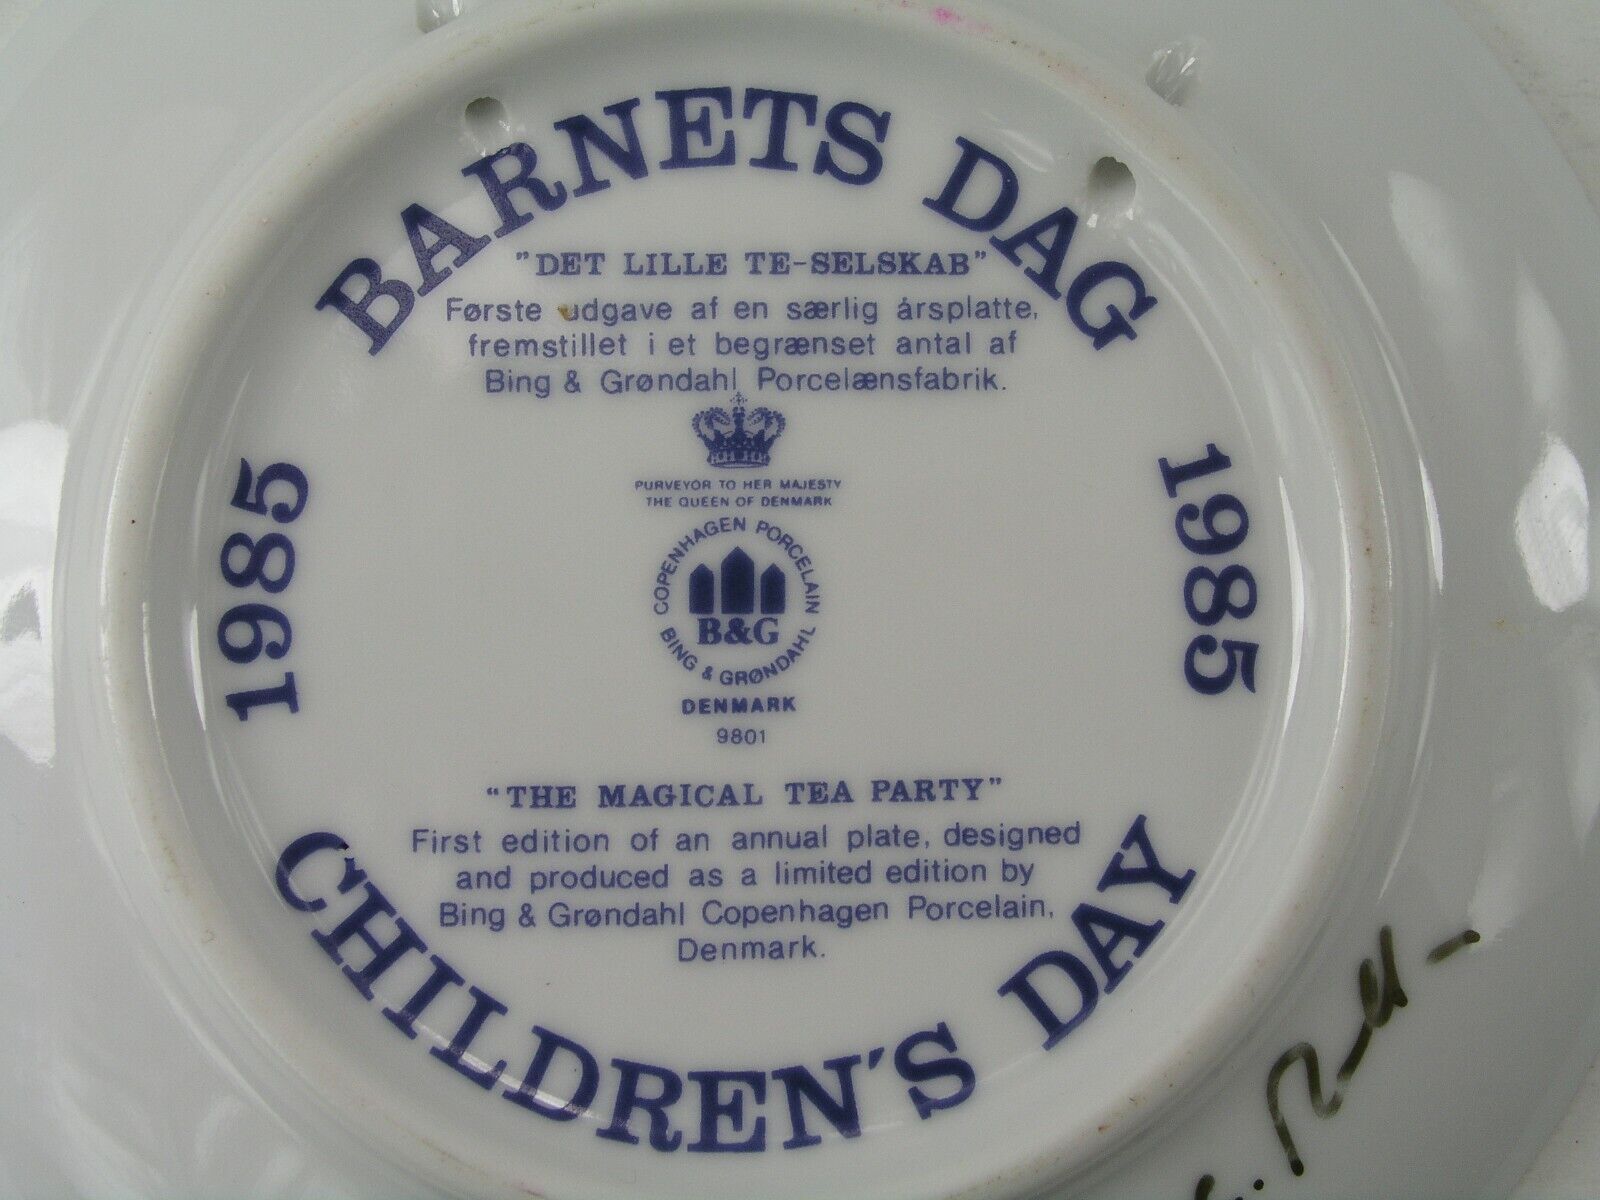 BARNETS DAG
"DET LILLE TE-SELSKAB"
Første udgave af en særlig årsplatte,
fremstillet i et begrænset antal af
Bing & Grøndahl Porcelænsfabrik.
PURVEYOR TO HER MAJESTY
THE QUEEN OF DENMARK
1985
COPENHAGEN PORCELAIN
B&G
BING & GRØNDAHL
1985
DENMARK
9801
"THE MAGICAL TEA PARTY"
First edition of an annual plate, designed
and produced as a limited edition by
Bing & Grøndahl Copenhagen Porcelain,
Denmark.
CHILDREN'S DAY